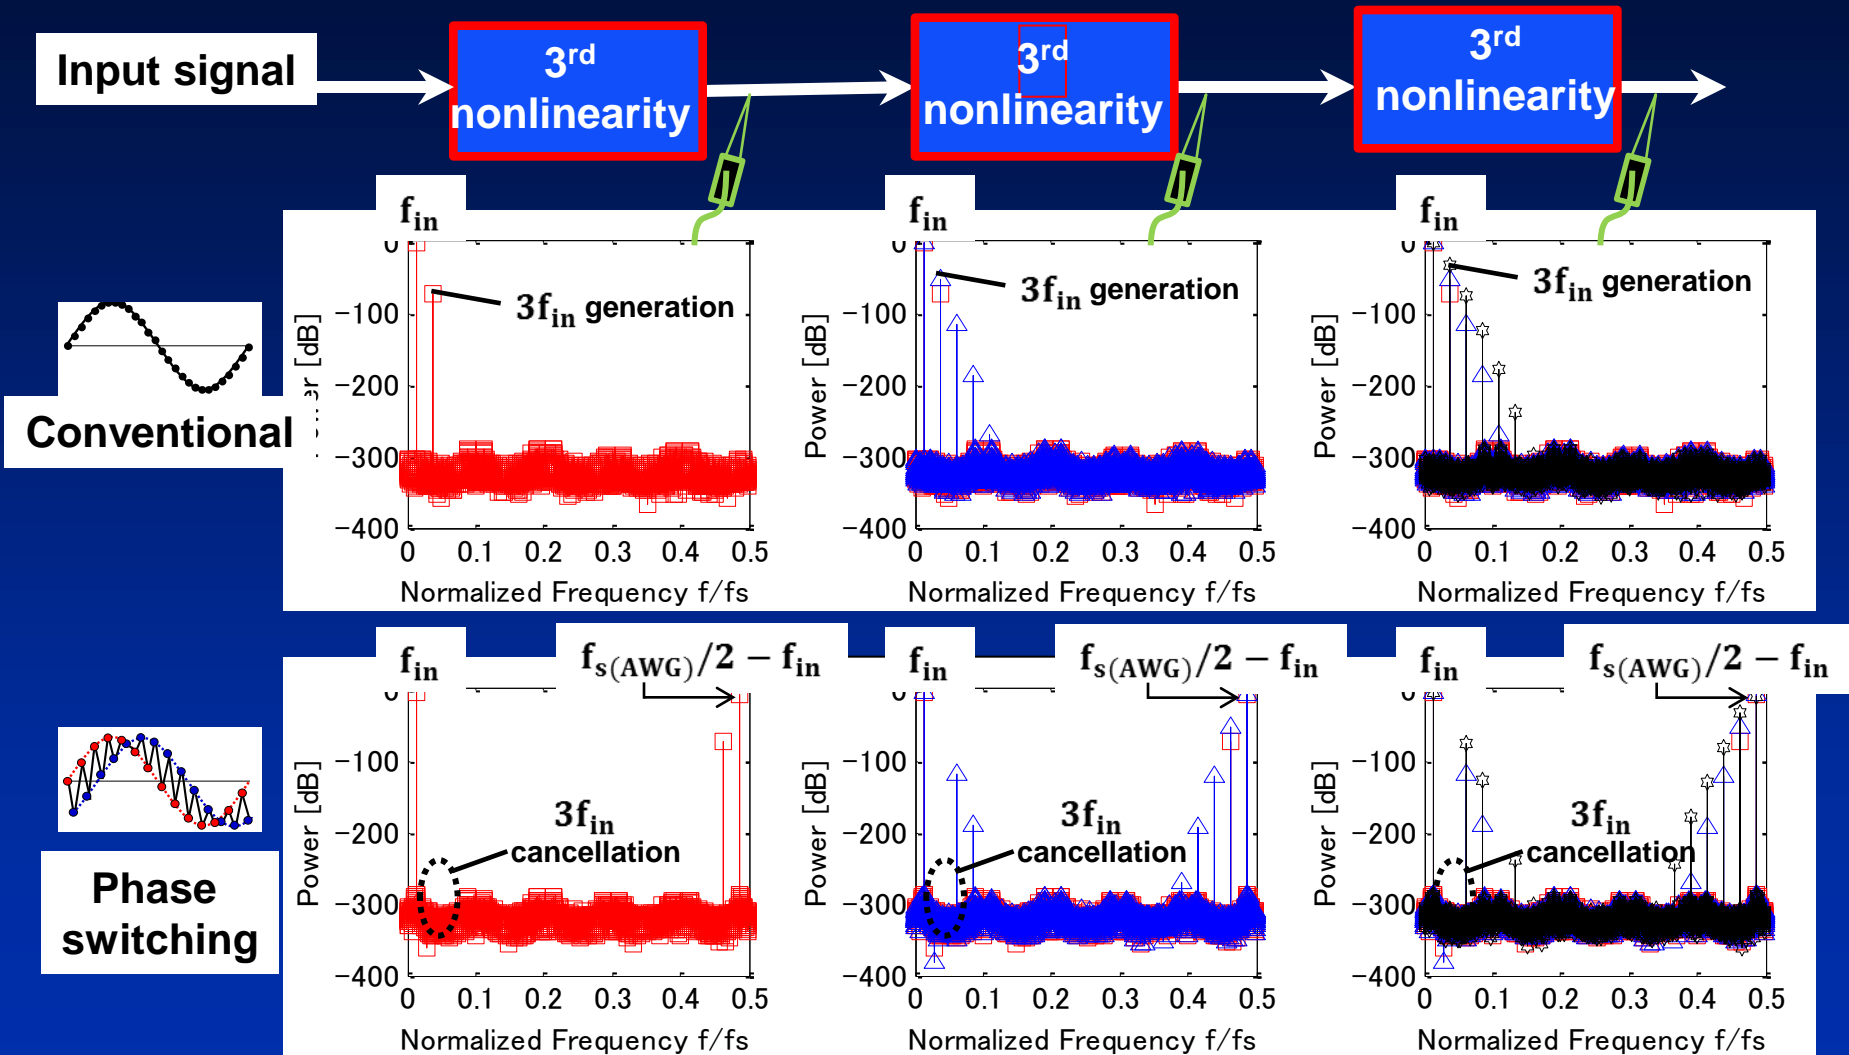 Input signal
3rd
nonlinearity
3rd
nonlinearity
3rd
nonlinearity
fin
fin
fin
0
-100
-200
-300
-400
Power [dB]
3fin generation
0 0.1 0.2 0.3 0.4 0.5
Normalized Frequency f/fs
0
-100
-200
-300
-400
Power [dB]
3fin generation
0 0.1 0.2 0.3 0.4 0.5
Normalized Frequency f/fs
0
-100
-200
-300
-400
Power [dB]
3fin generation
0 0.1 0.2 0.3 0.4 0.5
Normalized Frequency f/fs
Conventional
fin
fs(AWG)/2 − fin
fin
fs(AWG)/2 − fin
fin
fs(AWG)/2 − fin
0
-100
-200
-300
-400
Power [dB]
3fin
cancellation
0 0.1 0.2 0.3 0.4 0.5
Normalized Frequency f/fs
0
-100
-200
-300
-400
Power [dB]
3fin
cancellation
0 0.1 0.2 0.3 0.4 0.5
Normalized Frequency f/fs
0
-100
-200
-300
-400
Power [dB]
3fin
cancellation
0 0.1 0.2 0.3 0.4 0.5
Normalized Frequency f/fs
Phase
switching